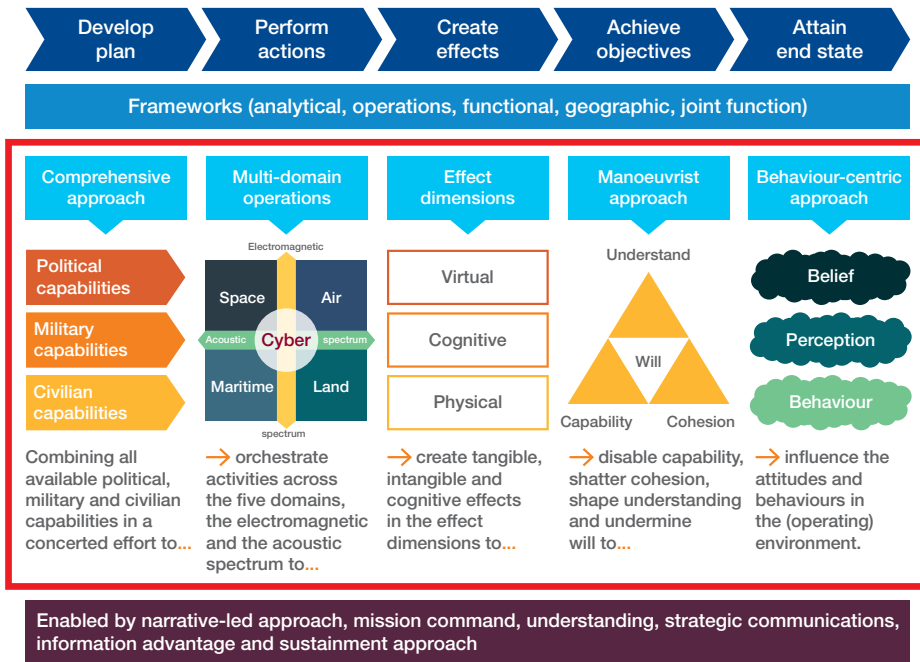 Develop
plan
Perform
actions
Create
effects
Achieve
objectives
Attain
end state
Frameworks (analytical, operations, functional, geographic, joint function)
Comprehensive
approach
Multi-domain
operations
Effect
dimensions
Manoeuvrist
approach
Behaviour-centric
approach
Political
capabilities
Military
capabilities
Civilian
capabilities
Electromagnetic
Space
Air
Acoustic
Cyber
spectrum
Maritime
Land
spectrum
Virtual
Cognitive
Physical
Understand
Will
Capability
Cohesion
Belief
Perception
Behaviour
Combining all
available political,
military and civilian
capabilities in a
concerted effort to...
→ orchestrate
activities across
the five domains,
the electromagnetic
and the acoustic
spectrum to...
→ create tangible,
intangible and
cognitive effects
in the effect
dimensions to...
→ disable capability,
shatter cohesion,
shape understanding
and undermine
will to...
→ influence the
attitudes and
behaviours in
the (operating)
environment.
Enabled by narrative-led approach, mission command, understanding, strategic communications,
information advantage and sustainment approach